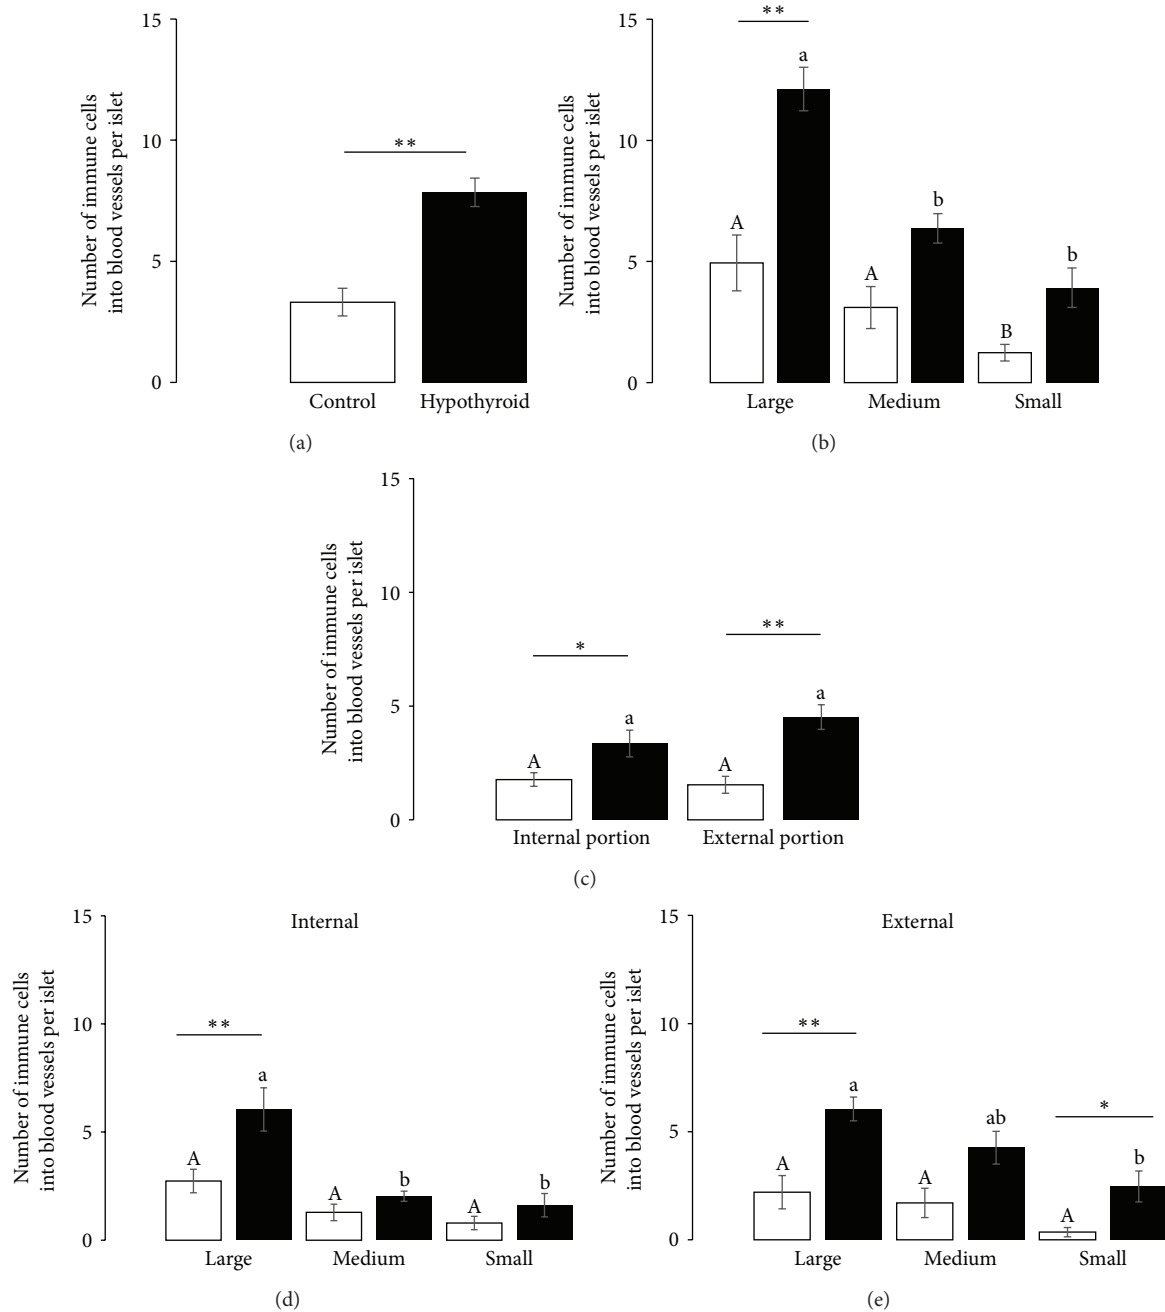 15
10
5
0
Number of immune cells
into blood vessels per islet
**
Control
Hypothyroid
(a)
15
10
5
0
Number of immune cells
into blood vessels per islet
**
a
A
b
A
b
B
Large
Medium
Small
(b)
15
10
5
0
Number of immune cells
into blood vessels per islet
*
**
A
a
A
a
Internal portion
External portion
(c)
Internal
15
10
5
0
Number of immune cells
into blood vessels per islet
**
a
A
A
b
A
b
Large
Medium
Small
(d)
External
15
10
5
0
Number of immune cells
into blood vessels per islet
**
*
a
A
ab
A
b
A
Large
Medium
Small
(e)